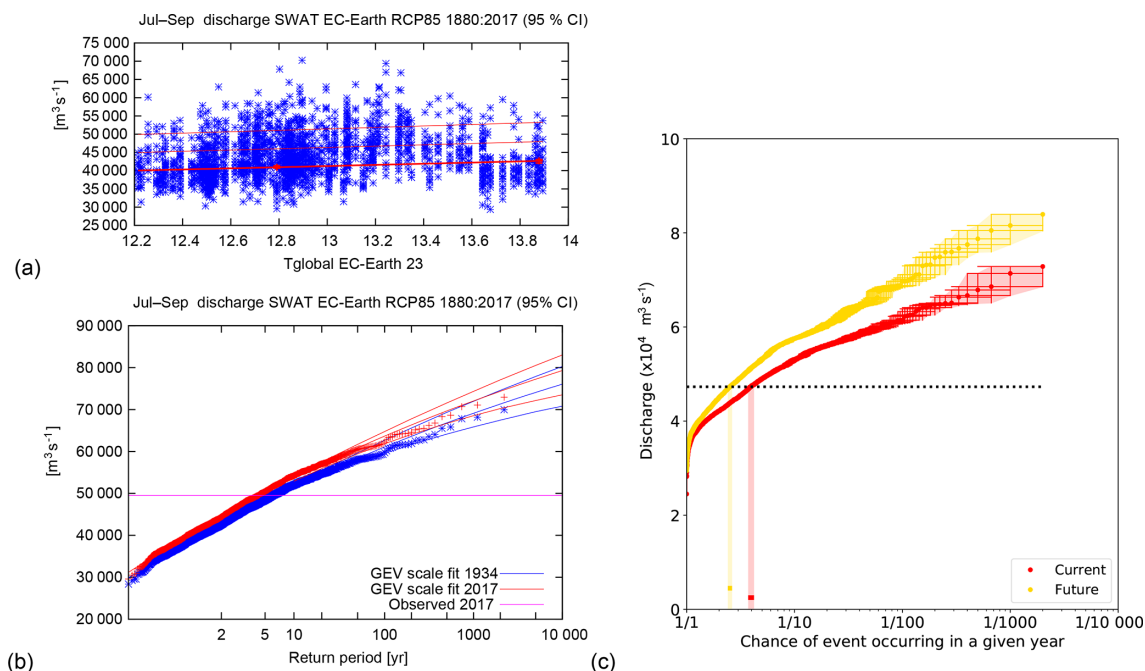 Jul–Sep discharge SWAT EC-Earth RCP85 1880:2017 (95 % CI)
[m³ s⁻¹]
75 000
70 000
65 000
60 000
55 000
50 000
45 000
40 000
35 000
30 000
25 000
12.2 12.4 12.6 12.8 13 13.2 13.4 13.6 13.8 14
Tglobal EC-Earth 23
(a)
Jul–Sep discharge SWAT EC-Earth RCP85 1880:2017 (95% CI)
[m³ s⁻¹]
90 000
80 000
70 000
60 000
50 000
40 000
30 000
20 000
GEV scale fit 1934
GEV scale fit 2017
Observed 2017
2 5 10 100 1000 10 000
Return period [yr]
(b)
Discharge (x10⁴ m³ s⁻¹)
10
8
6
4
2
0
Current
Future
1/1 1/10 1/100 1/1000 1/10 000
Chance of event occurring in a given year
(c)